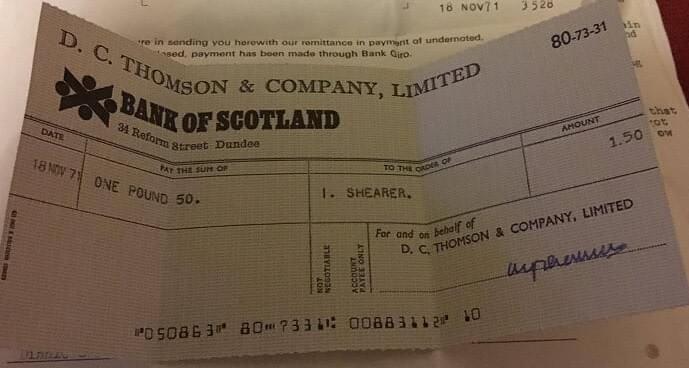 18 NOV71 3528
re in sending you herewith our remittance in payment of undernoted.
osed, payment has been made through Bank Giro.
D. C. THOMSON & COMPANY, LIMITED
80-73-31
BANK OF SCOTLAND
34 Reform Street Dundee
DATE PAY THE SUM OF TO THE ORDER OF AMOUNT
18 NOV 71 ONE POUND 50. I. SHEARER. 1.50
that
NOT NEGOTIABLE
ACCOUNT PAYEE ONLY
For and on behalf of
D. C. THOMSON & COMPANY, LIMITED
"050863" 80"'7331: 00883112" 10